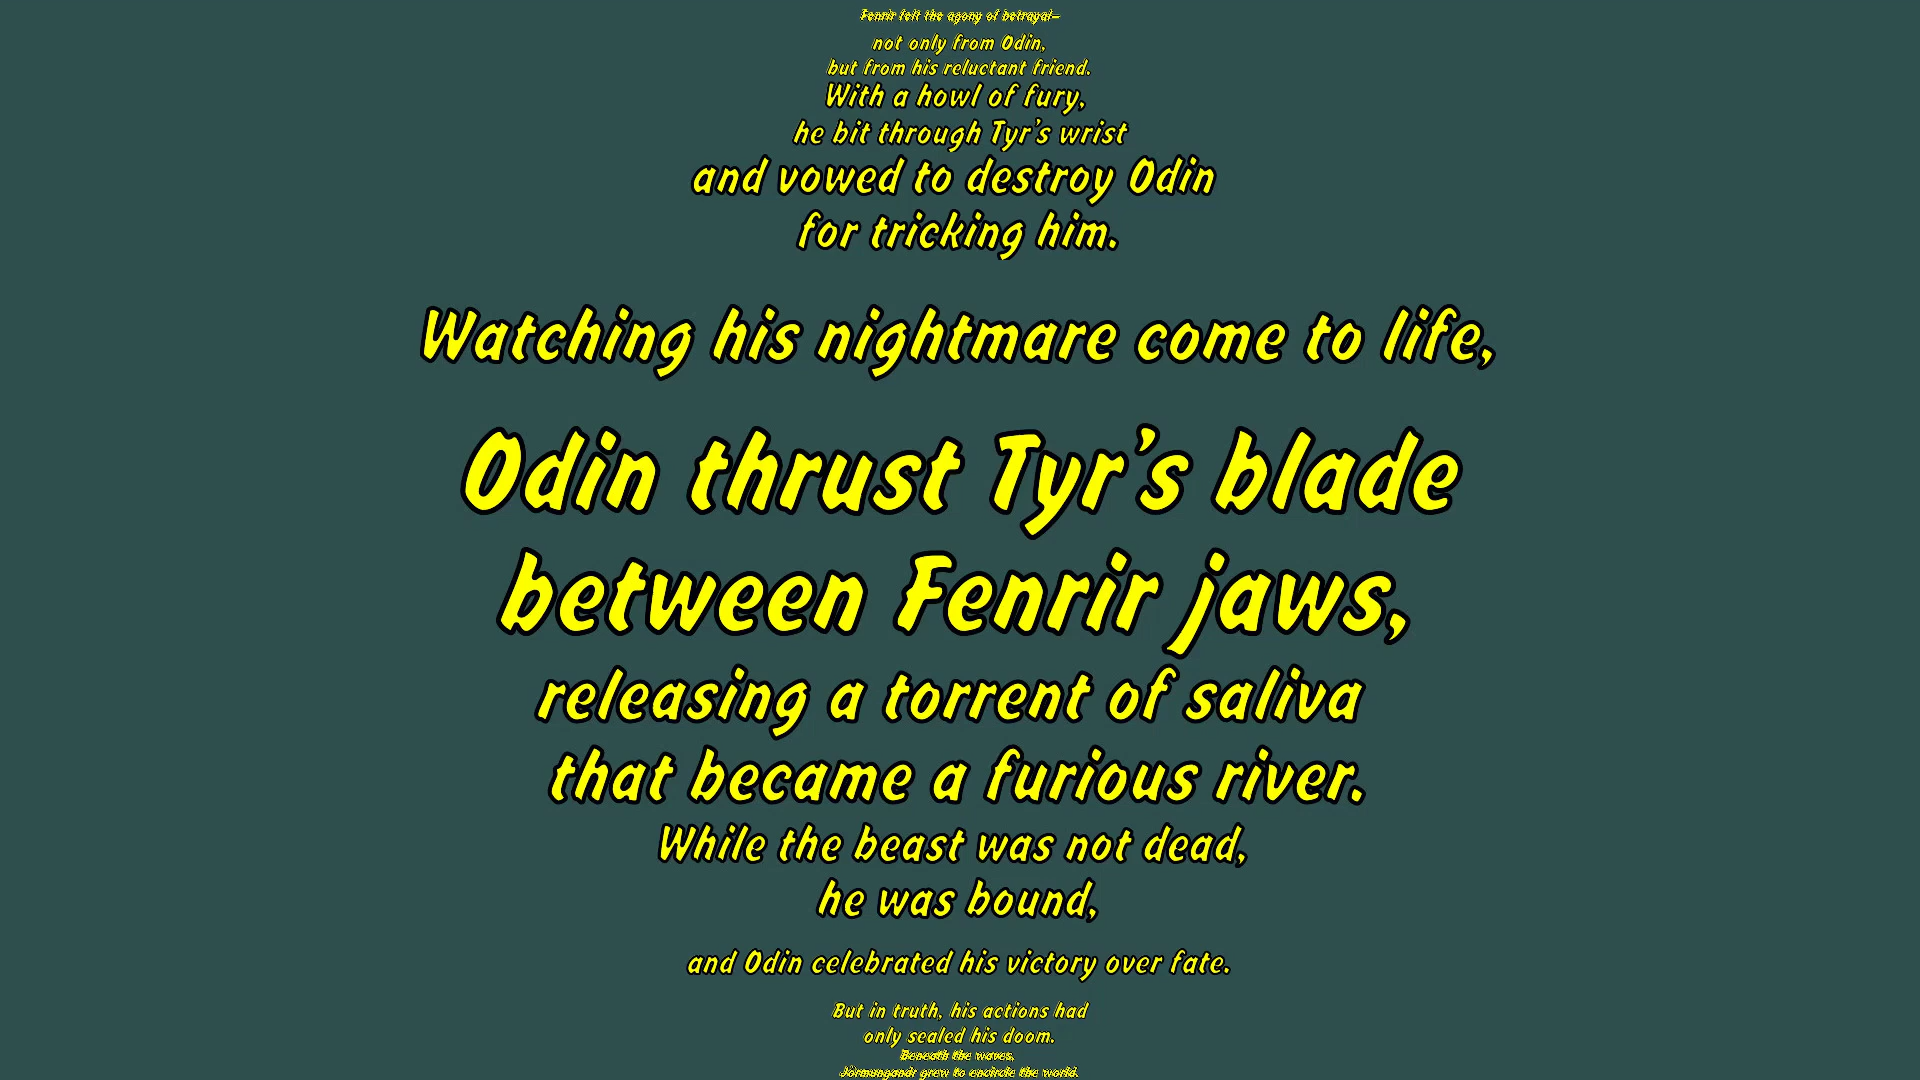 Fenrir felt the agony of betrayal—
not only from Odin,
but from his reluctant friend.
With a howl of fury,
he bit through Tyr’s wrist
and vowed to destroy Odin
for tricking him.
Watching his nightmare come to life,
Odin thrust Tyr’s blade
between Fenrir jaws,
releasing a torrent of saliva
that became a furious river.
While the beast was not dead,
he was bound,
and Odin celebrated his victory over fate.
But in truth, his actions had
only sealed his doom.
Beneath the waves,
Jörmungandr grew to encircle the world.